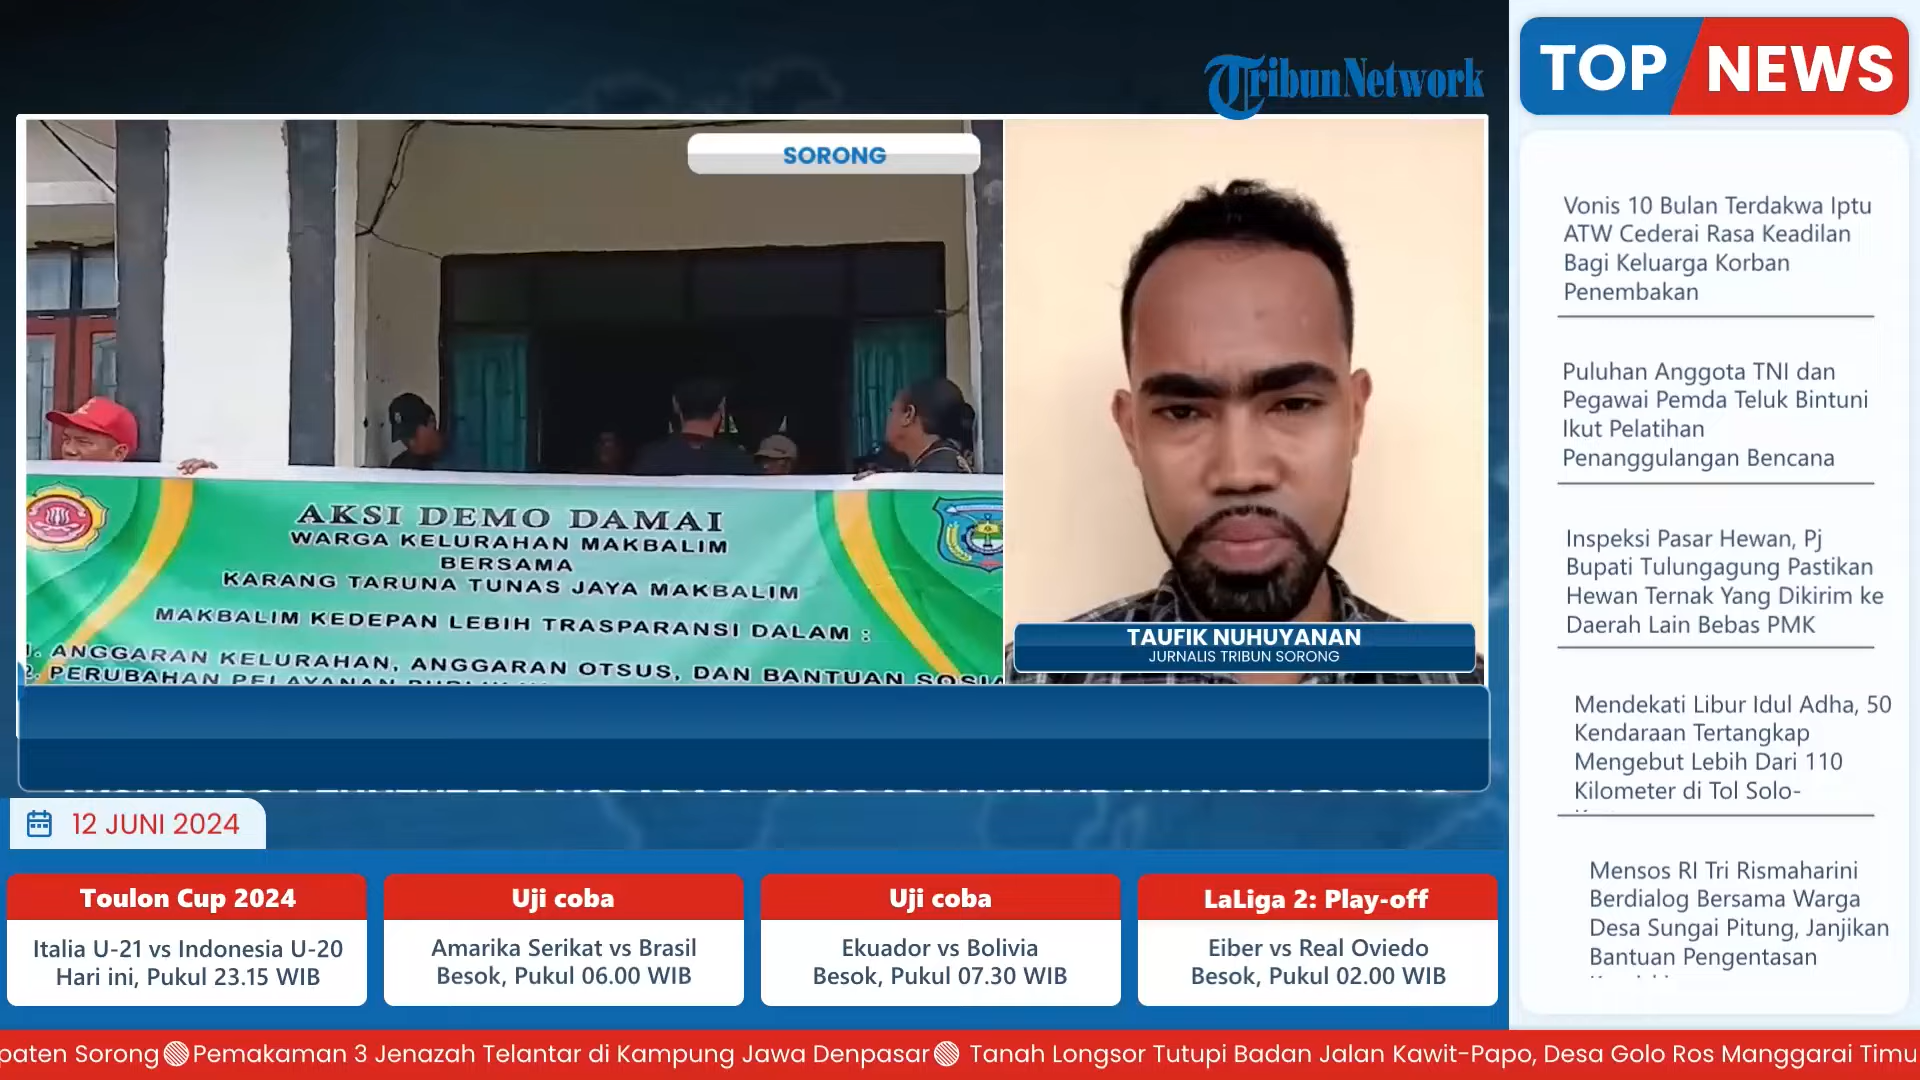 TribunNetwork
TOP NEWS
SORONG
AKSI DEMO DAMAI
WARGA KELURAHAN MAKBALIM
BERSAMA
KARANG TARUNA TUNAS JAYA MAKBALIM
MAKBALIM KEDEPAN LEBIH TRASPARANSI DALAM :
1. ANGGARAN KELURAHAN, ANGGARAN OTSUS, DAN BANTUAN SOSIA
2. PERUBAHAN PELAYANAN
TAUFIK NUHUYANAN
JURNALIS TRIBUN SORONG
12 JUNI 2024
Toulon Cup 2024
Italia U-21 vs Indonesia U-20
Hari ini, Pukul 23.15 WIB
Uji coba
Amarika Serikat vs Brasil
Besok, Pukul 06.00 WIB
Uji coba
Ekuador vs Bolivia
Besok, Pukul 07.30 WIB
LaLiga 2: Play-off
Eiber vs Real Oviedo
Besok, Pukul 02.00 WIB
Vonis 10 Bulan Terdakwa Iptu
ATW Cederai Rasa Keadilan
Bagi Keluarga Korban
Penembakan
Puluhan Anggota TNI dan
Pegawai Pemda Teluk Bintuni
Ikut Pelatihan
Penanggulangan Bencana
Inspeksi Pasar Hewan, Pj
Bupati Tulungagung Pastikan
Hewan Ternak Yang Dikirim ke
Daerah Lain Bebas PMK
Mendekati Libur Idul Adha, 50
Kendaraan Tertangkap
Mengebut Lebih Dari 110
Kilometer di Tol Solo-
Mensos RI Tri Rismaharini
Berdialog Bersama Warga
Desa Sungai Pitung, Janjikan
Bantuan Pengentasan
paten Sorong Pemakaman 3 Jenazah Telantar di Kampung Jawa Denpasar Tanah Longsor Tutupi Badan Jalan Kawit-Papo, Desa Golo Ros Manggarai Timu